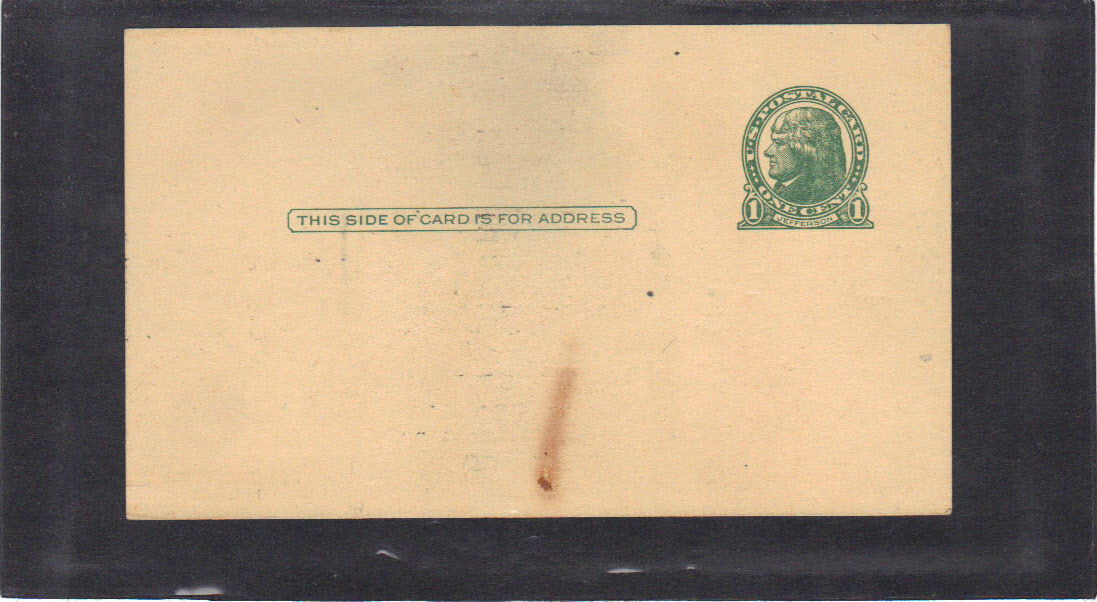 U.S. POSTAL CARD
THIS SIDE OF CARD IS FOR ADDRESS
1 ONE CENT 1
JEFFERSON